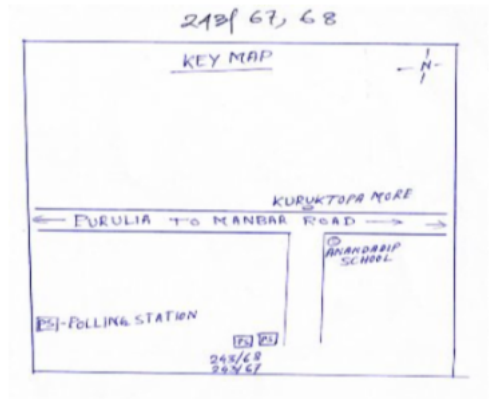 243/ 67, 68
KEY MAP
N
KURUKTOPA MORE
PURULIA TO MANBAR ROAD
ANANDADIP
SCHOOL
PS-POLLING STATION
PS PS
243/68
243/67